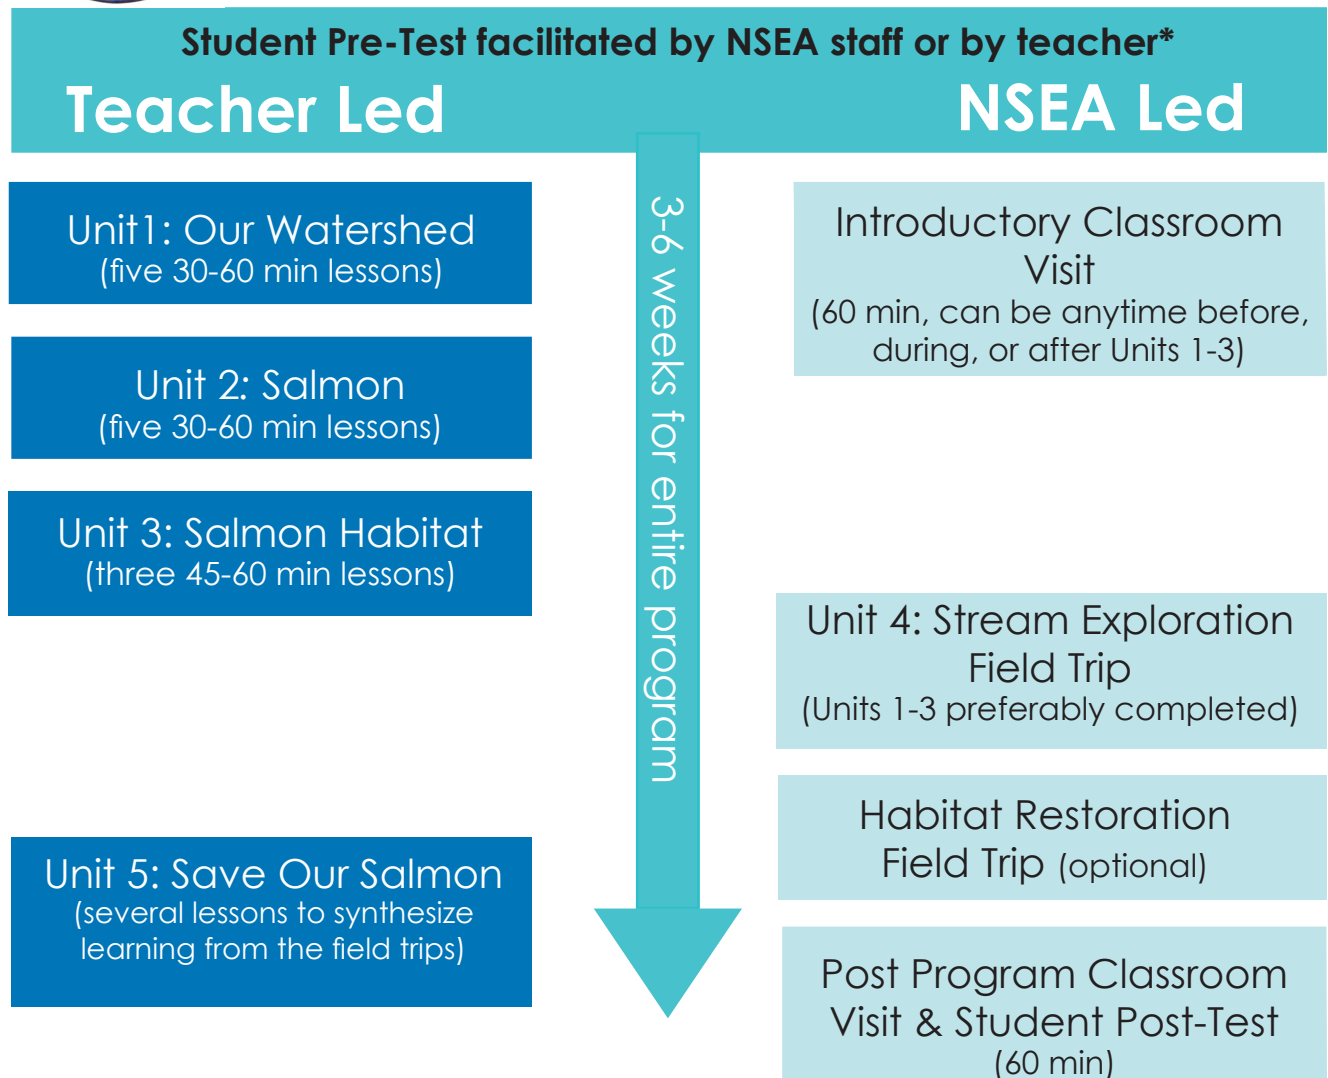 Student Pre-Test facilitated by NSEA staff or by teacher*
Teacher Led
NSEA Led
Unit1: Our Watershed
(five 30-60 min lessons)
Unit 2: Salmon
(five 30-60 min lessons)
Unit 3: Salmon Habitat
(three 45-60 min lessons)
Unit 5: Save Our Salmon
(several lessons to synthesize
learning from the field trips)
3-6 weeks for entire program
Introductory Classroom
Visit
(60 min, can be anytime before,
during, or after Units 1-3)
Unit 4: Stream Exploration
Field Trip
(Units 1-3 preferably completed)
Habitat Restoration
Field Trip (optional)
Post Program Classroom
Visit & Student Post-Test
(60 min)